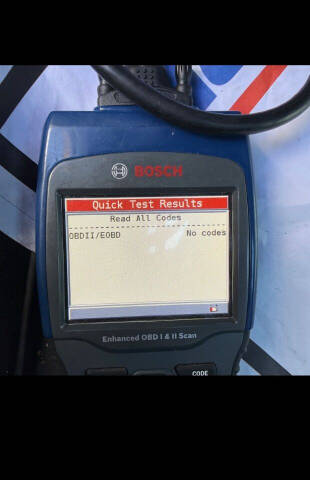 BOSCH
Quick Test Results
Read All Codes
OBDII/EOBD No codes
Enhanced OBD I & II Scan
CODE